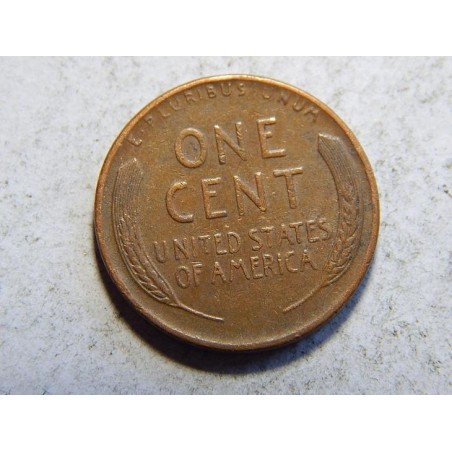 E·PLURIBUS·UNUM
ONE
CENT
UNITED STATES
OF AMERICA